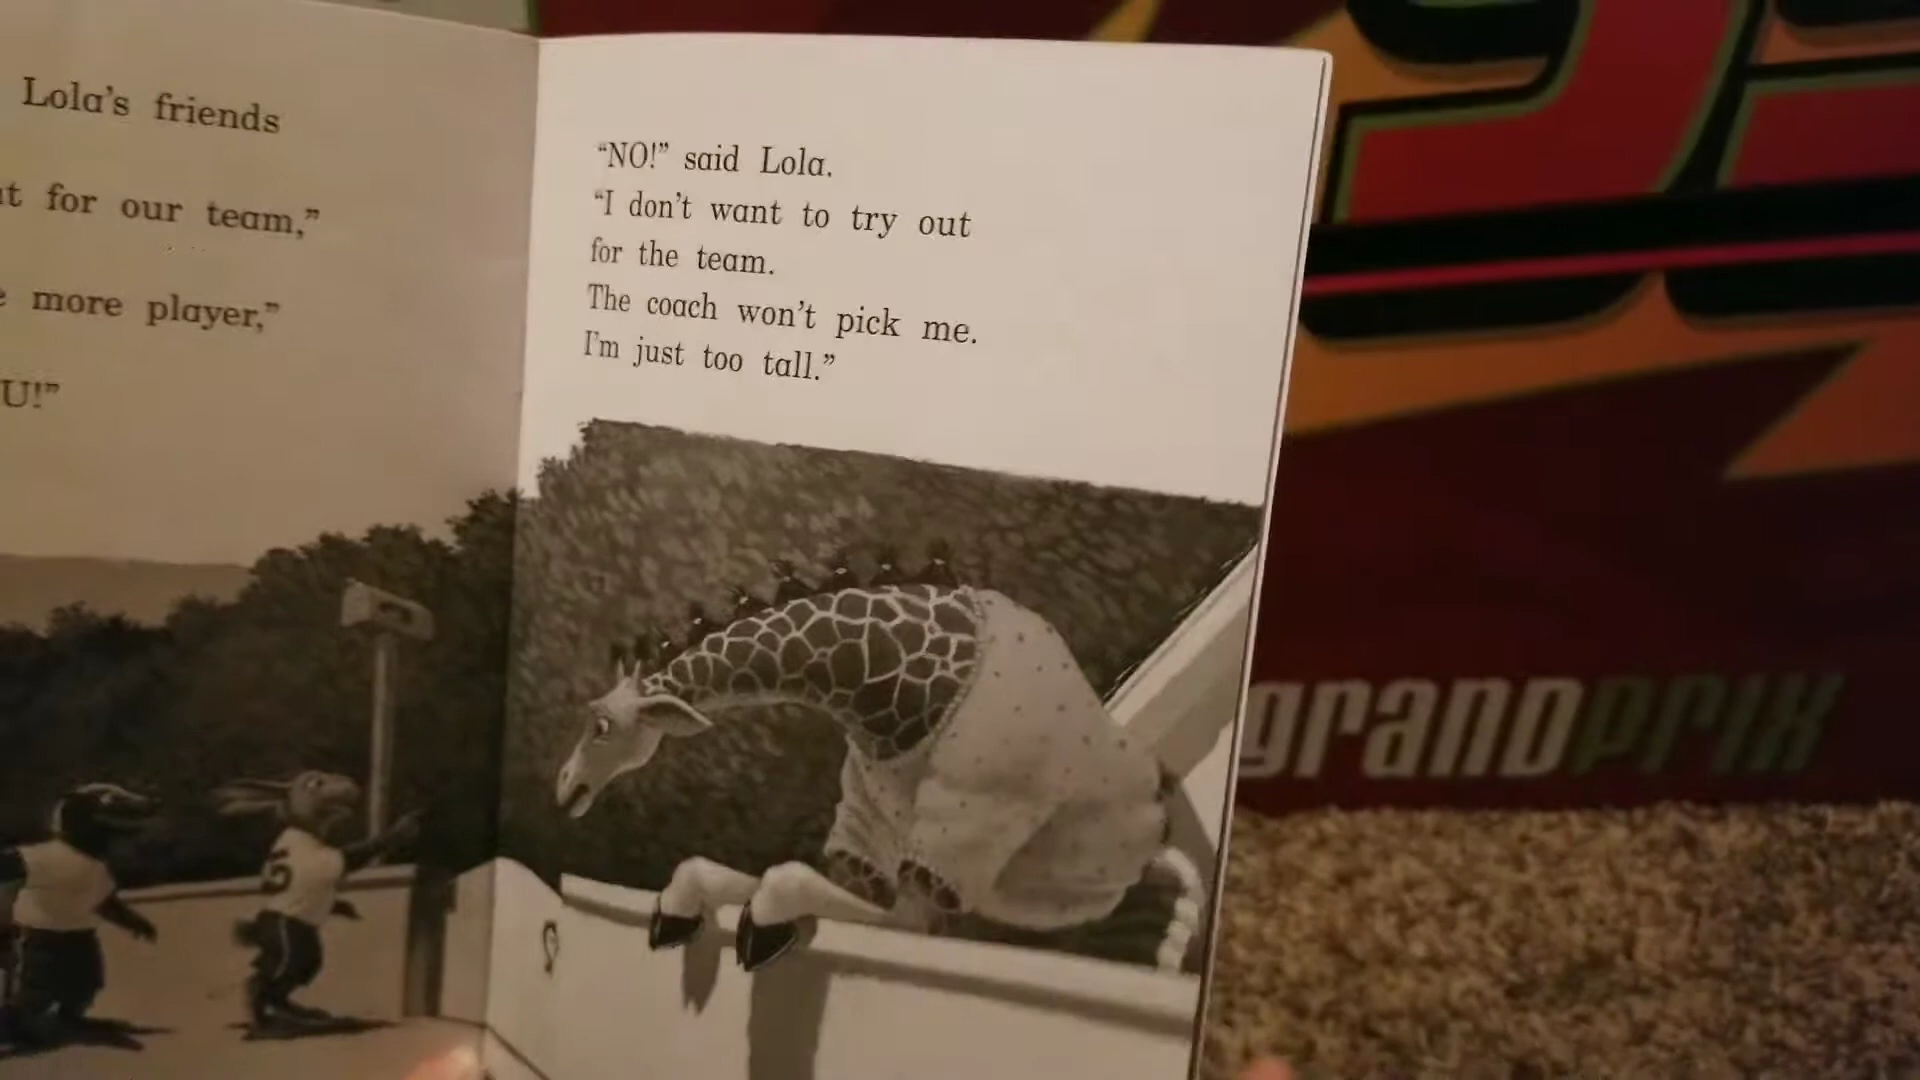 Lola's friends
for our team,"
more player,"
"NO!" said Lola.
"I don't want to try out
for the team.
The coach won't pick me.
I'm just too tall."
5
grandprix